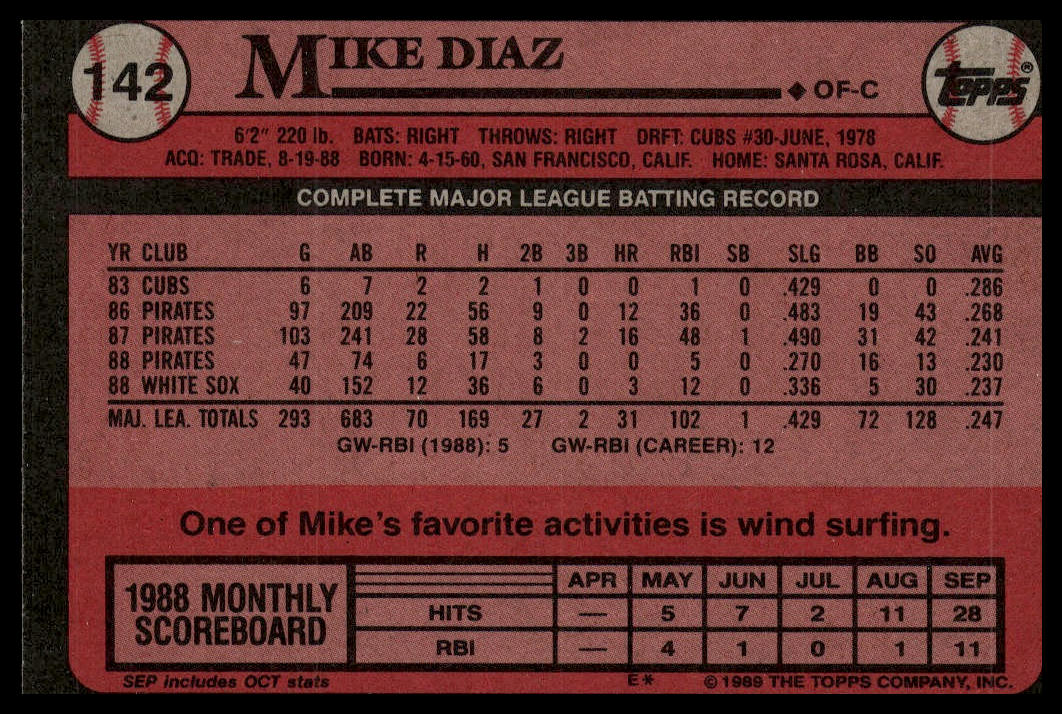 142 MIKE DIAZ ◆ OF-C TOPPS®
6'2" 220 lb. BATS: RIGHT THROWS: RIGHT DRFT: CUBS #30-JUNE, 1978
ACQ: TRADE, 8-19-88 BORN: 4-15-60, SAN FRANCISCO, CALIF. HOME: SANTA ROSA, CALIF.
COMPLETE MAJOR LEAGUE BATTING RECORD
YR CLUB G AB R H 2B 3B HR RBI SB SLG BB SO AVG
83 CUBS 6 7 2 2 1 0 0 1 0 .429 0 0 .286
86 PIRATES 97 209 22 56 9 0 12 36 0 .483 19 43 .268
87 PIRATES 103 241 28 58 8 2 16 48 1 .490 31 42 .241
88 PIRATES 47 74 6 17 3 0 0 5 0 .270 16 13 .230
88 WHITE SOX 40 152 12 36 6 0 3 12 0 .336 5 30 .237
MAJ. LEA. TOTALS 293 683 70 169 27 2 31 102 1 .429 72 128 .247
GW-RBI (1988): 5 GW-RBI (CAREER): 12
One of Mike's favorite activities is wind surfing.
1988 MONTHLY SCOREBOARD
APR MAY JUN JUL AUG SEP
HITS — 5 7 2 11 28
RBI — 4 1 0 1 11
SEP includes OCT stats E* © 1989 THE TOPPS COMPANY, INC.